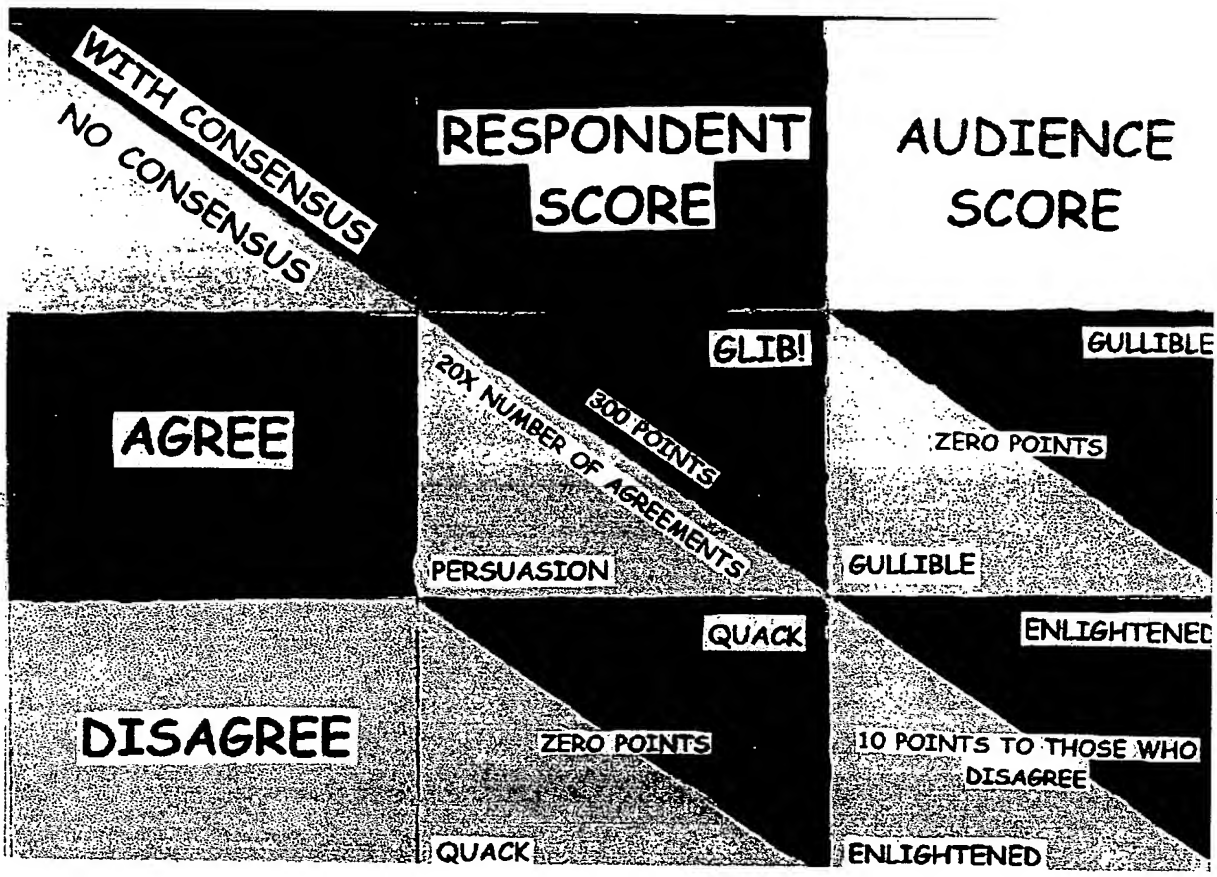 WITH CONSENSUS
NO CONSENSUS
RESPONDENT
SCORE
AUDIENCE
SCORE
AGREE
GLIB!
300 POINTS
20X NUMBER OF AGREEMENTS
PERSUASION
GULLIBLE
ZERO POINTS
GULLIBLE
DISAGREE
QUACK
ZERO POINTS
QUACK
ENLIGHTENED
10 POINTS TO THOSE WHO
DISAGREE
ENLIGHTENED